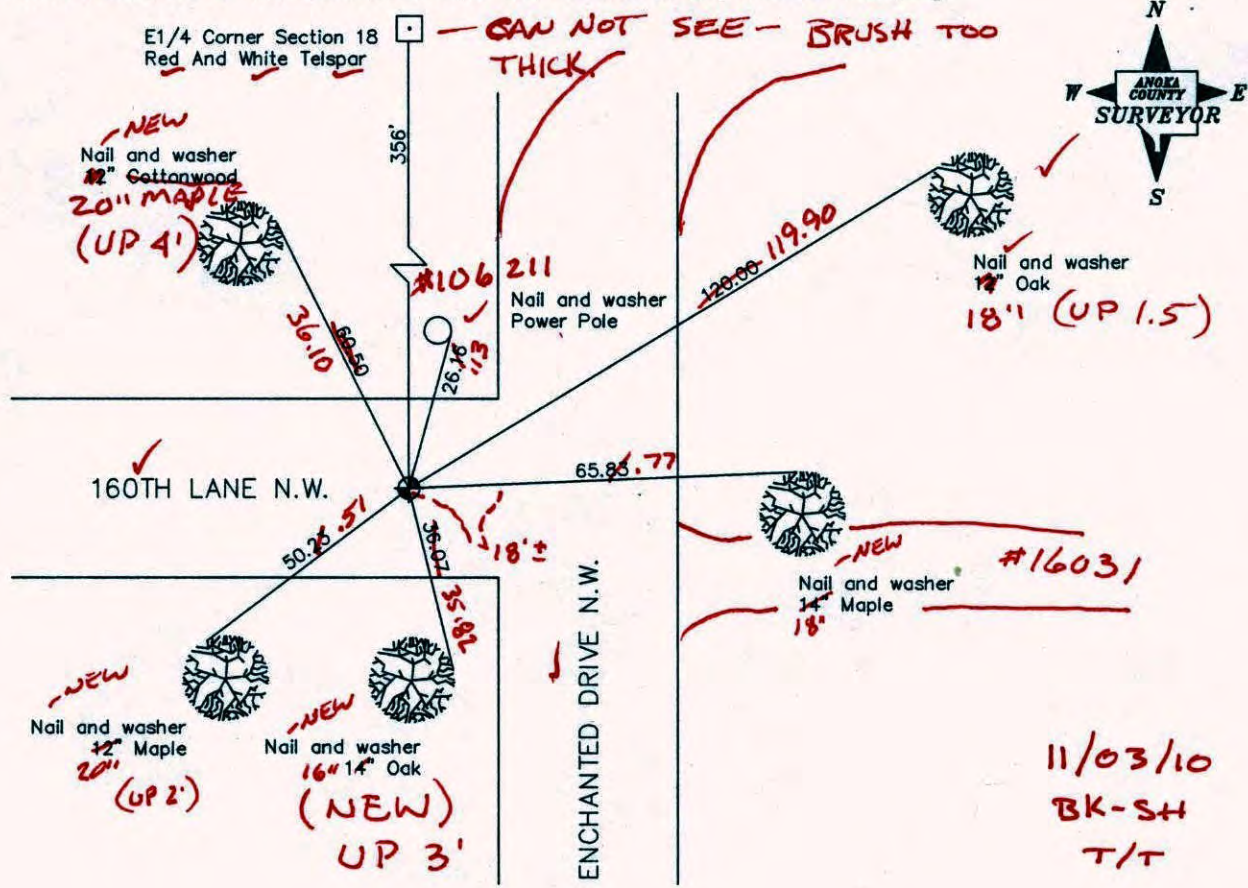 E1/4 Corner Section 18
Red And White Telspar
— CAN NOT SEE — BRUSH TOO
THICK.
N
W
E
S
ANOKA
COUNTY
SURVEYOR
356'
NEW
Nail and washer
12" Cottonwood
20" MAPLE
(UP 4')
60.50
36.10
#106 211
Nail and washer
Power Pole
26.16
.13
120.00
119.90
Nail and washer
12" Oak
18" (UP 1.5)
160TH LANE N.W.
65.83 .77
50.23 .51
36.07
35.82
18'±
NEW
Nail and washer
14" Maple
18"
#16031
ENCHANTED DRIVE N.W.
NEW
Nail and washer
12" Maple
20"
(UP 2')
NEW
Nail and washer
16" 14" Oak
(NEW)
UP 3'
11/03/10
BK-SH
T/T